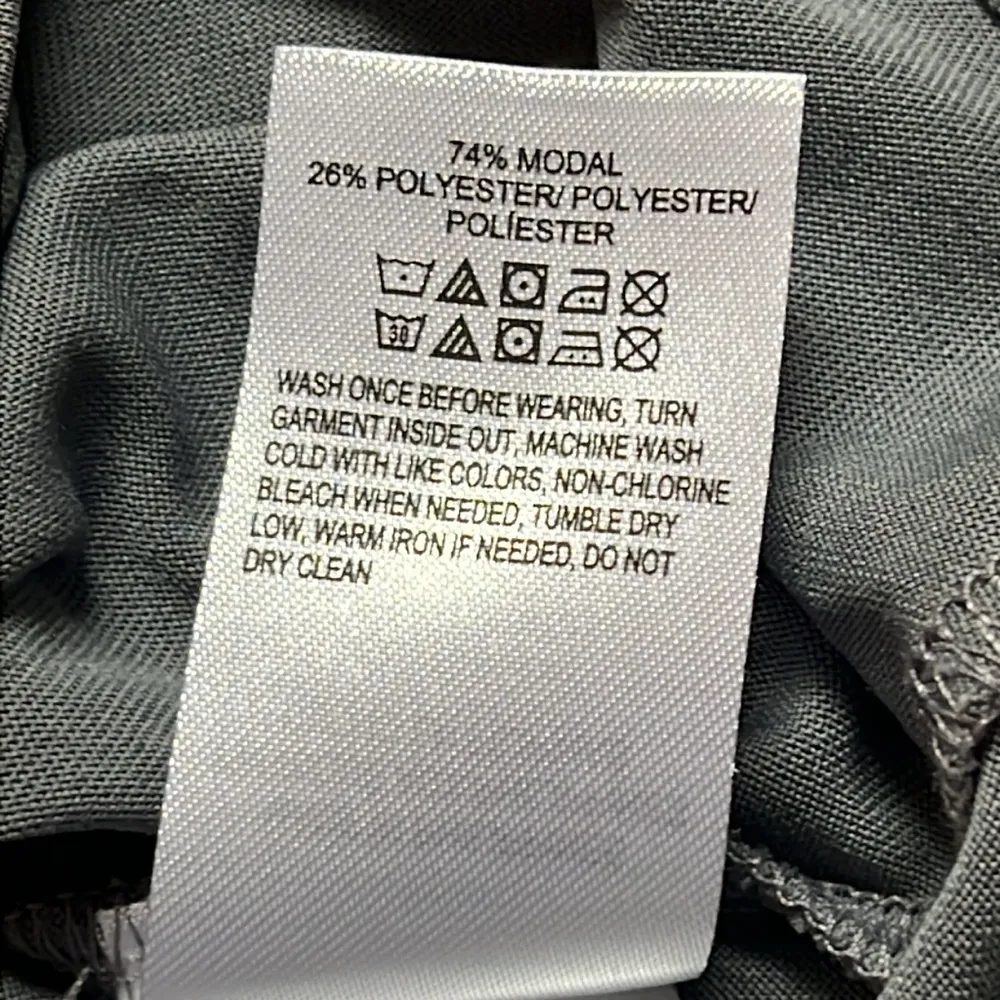 74% MODAL
26% POLYESTER/ POLYESTER/
POLÍESTER
30
WASH ONCE BEFORE WEARING, TURN
GARMENT INSIDE OUT, MACHINE WASH
COLD WITH LIKE COLORS, NON-CHLORINE
BLEACH WHEN NEEDED, TUMBLE DRY
LOW, WARM IRON IF NEEDED, DO NOT
DRY CLEAN